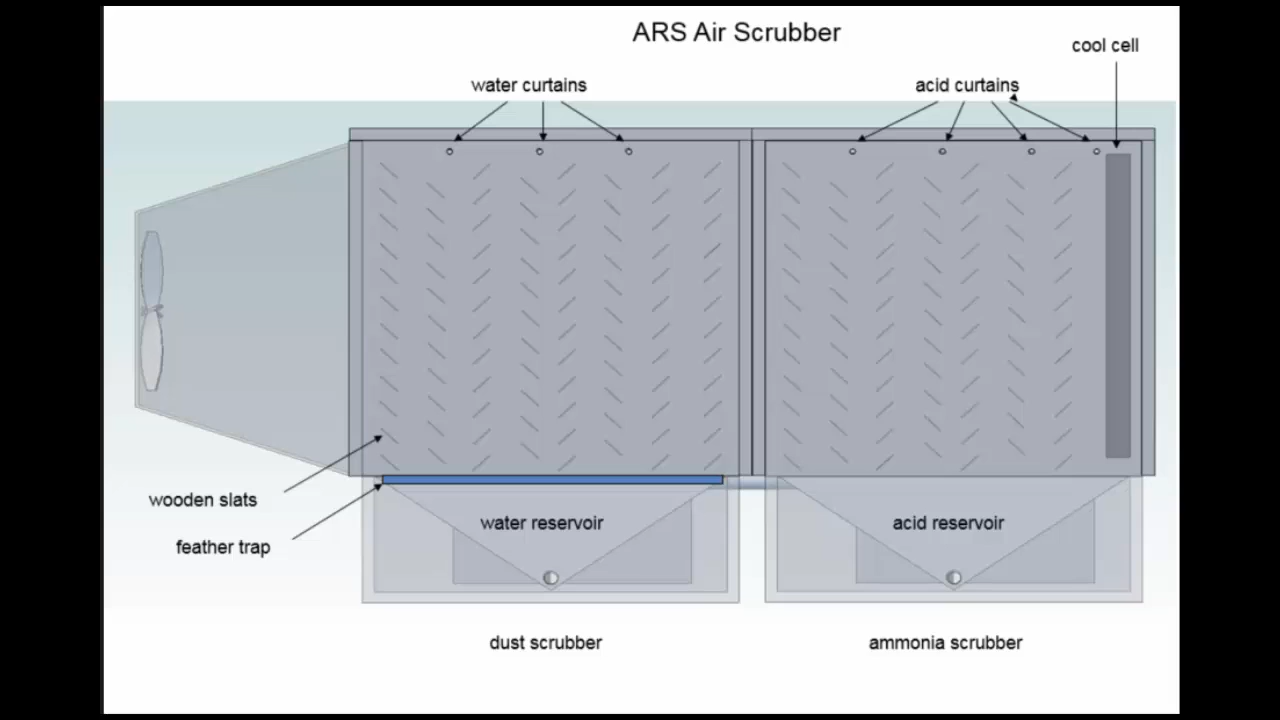 ARS Air Scrubber
cool cell
water curtains
acid curtains
wooden slats
feather trap
water reservoir
acid reservoir
dust scrubber
ammonia scrubber